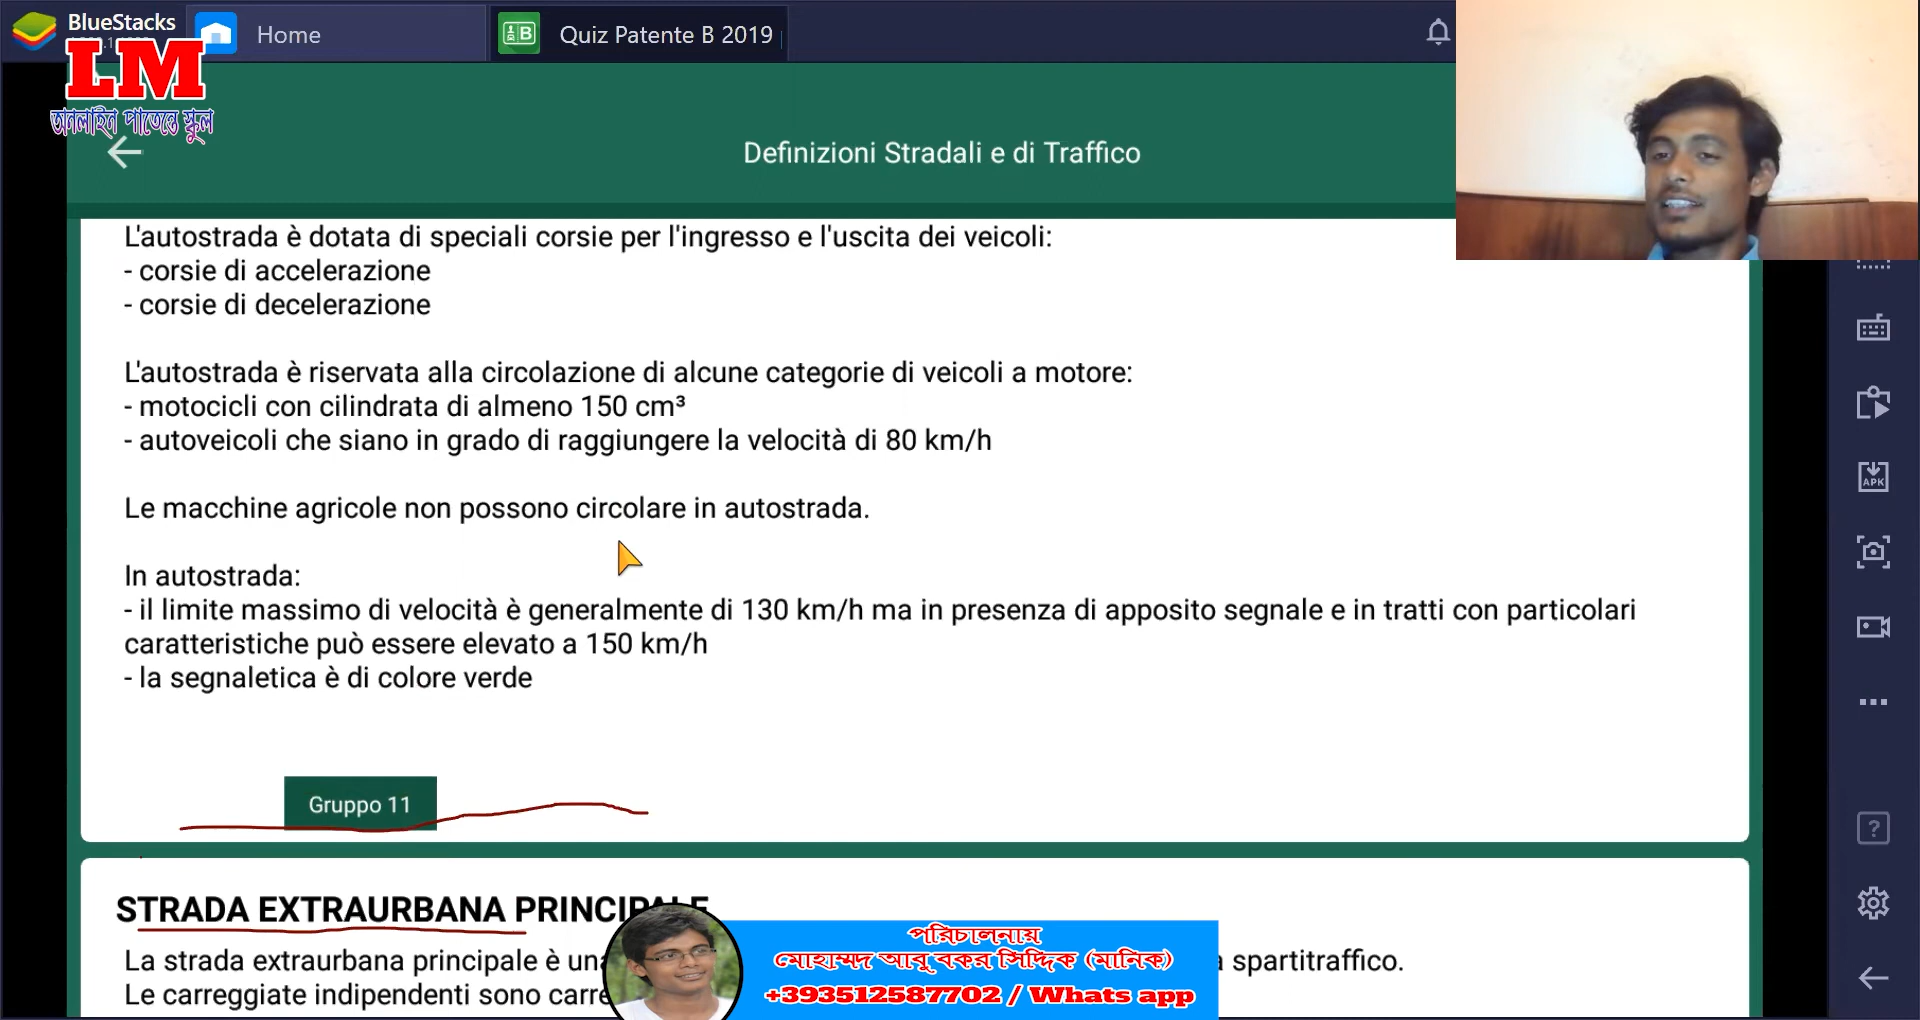 BlueStacks
Home
Quiz Patente B 2019
LM
অনলাইন পাতেন্তে স্কুল
Definizioni Stradali e di Traffico
L'autostrada è dotata di speciali corsie per l'ingresso e l'uscita dei veicoli:
- corsie di accelerazione
- corsie di decelerazione
L'autostrada è riservata alla circolazione di alcune categorie di veicoli a motore:
- motocicli con cilindrata di almeno 150 cm³
- autoveicoli che siano in grado di raggiungere la velocità di 80 km/h
Le macchine agricole non possono circolare in autostrada.
In autostrada:
- il limite massimo di velocità è generalmente di 130 km/h ma in presenza di apposito segnale e in tratti con particolari
caratteristiche può essere elevato a 150 km/h
- la segnaletica è di colore verde
Gruppo 11
STRADA EXTRAURBANA PRINCIPALE
La strada extraurbana principale è una spartitraffico.
Le carreggiate indipendenti sono
পরিচালনায়
মোহাম্মদ আবু বকর সিদ্দিক (মানিক)
+393512587702 / Whats app
APK